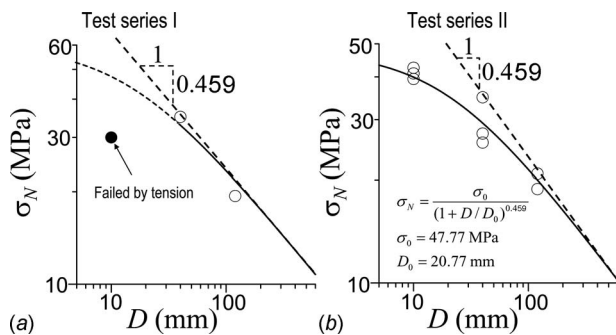 Test series I
60
1
0.459
30
σN (MPa)
Failed by tension
10
10
100
(a)
D (mm)
Test series II
50
1
0.459
σN (MPa)
σN = σ0 / (1 + D / D0)^0.459
σ0 = 47.77 MPa
D0 = 20.77 mm
10
10
100
(b)
D (mm)